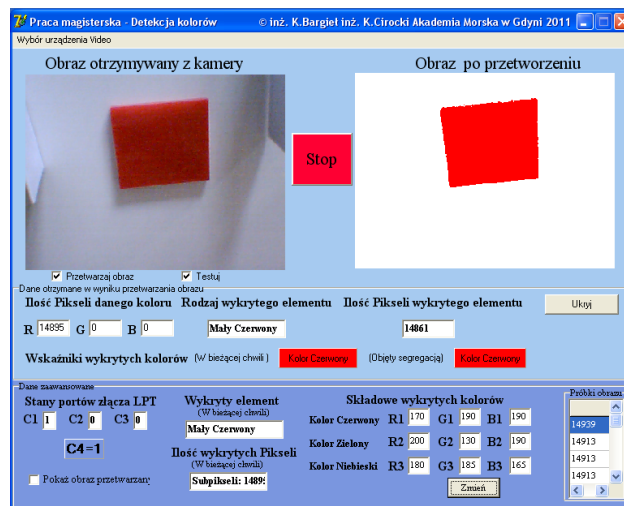 Praca magisterska - Detekcja kolorów © inż. K.Bargieł inż. K.Cirocki Akademia Morska w Gdyni 2011
Wybór urządzenia Video
Obraz otrzymywany z kamery Obraz po przetworzeniu
Stop
Przetwarzaj obraz Testuj
Dane otrzymane w wyniku przetwarzania obrazu
Ilość Pikseli danego koloru Rodzaj wykrytego elementu Ilość Pikseli wykrytego elementu Ukryj
R 14895 G 0 B 0 Mały Czerwony 14861
Wskaźniki wykrytych kolorów (W bieżącej chwili) Kolor Czerwony (Objęty segregacją) Kolor Czerwony
Dane zaawansowane
Stany portów złącza LPT Wykryty element Składowe wykrytych kolorów Próbki obrazu
(W bieżącej chwili)
C1 1 C2 0 C3 0 Mały Czerwony Kolor Czerwony R1 170 G1 190 B1 190 14939
C4=1 Kolor Zielony R2 200 G2 130 B2 190 14913
Ilość wykrytych Pikseli 14913
(W bieżącej chwili) Kolor Niebieski R3 180 G3 185 B3 165 14913
Pokaż obraz przetwarzany Subpikseli: 1489 Zmień